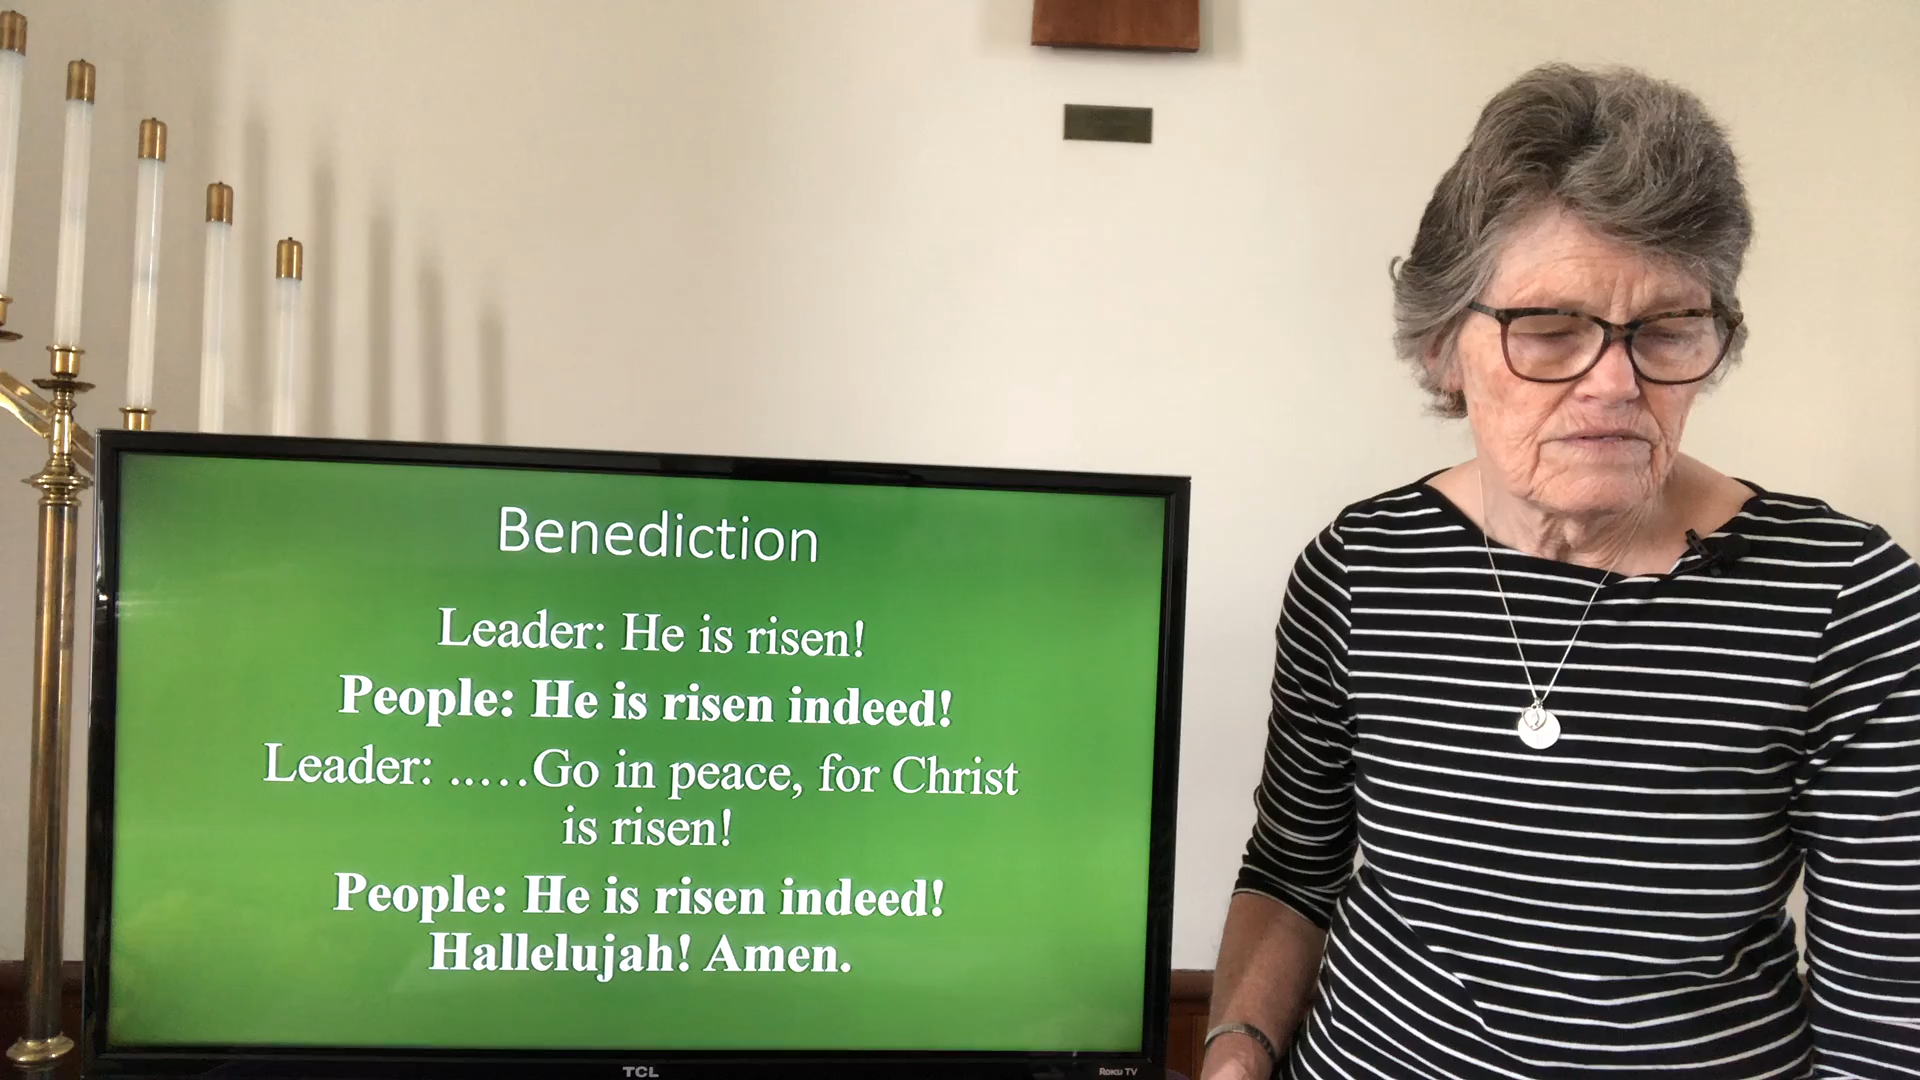 Benediction
Leader: He is risen!
People: He is risen indeed!
Leader: .....Go in peace, for Christ
is risen!
People: He is risen indeed!
Hallelujah! Amen.
TCL
ROKU TV